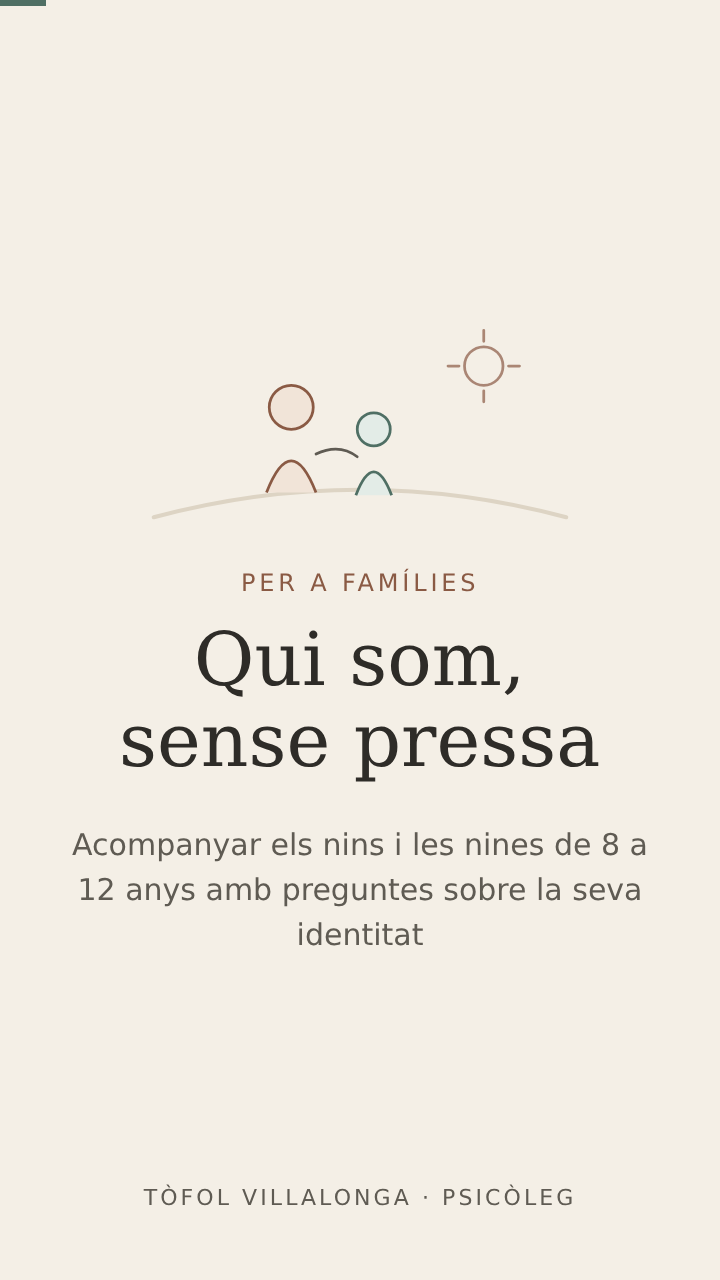 PER A FAMÍLIES
Qui som,
sense pressa
Acompanyar els nins i les nines de 8 a
12 anys amb preguntes sobre la seva
identitat
TÒFOL VILLALONGA · PSICÒLEG